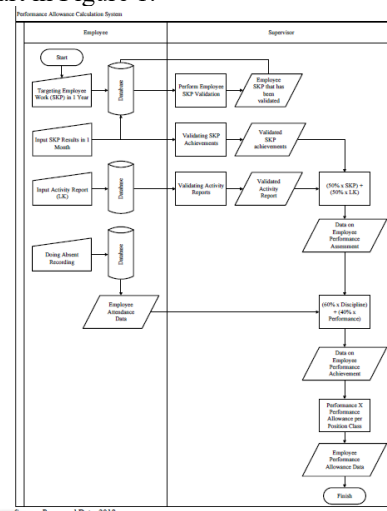 art in Figure 1.
Performance Allowance Calculation System
Employee
Supervisor
Start
Targeting Employee
Work (SKP) in 1 Year
Database
Perform Employee
SKP Validation
Employee
SKP that has
been
validated
Input SKP Results in 1
Month
Validating SKP
Achievements
Validated
SKP
achievements
Input Activity Report
(LK)
Database
Validating Activity
Reports
Validated
Activity
Report
(50% x SKP) +
(50% x LK)
Data on
Employee
Performance
Assessment
Doing Absent
Recording
Database
Employee
Attendance
Data
(60% x Discipline)
+ (40% x
Performance)
Data on
Employee
Performance
Achievement
Performance X
Performance
Allowance per
Position Class
Employee
Performance
Allowance Data
Finish